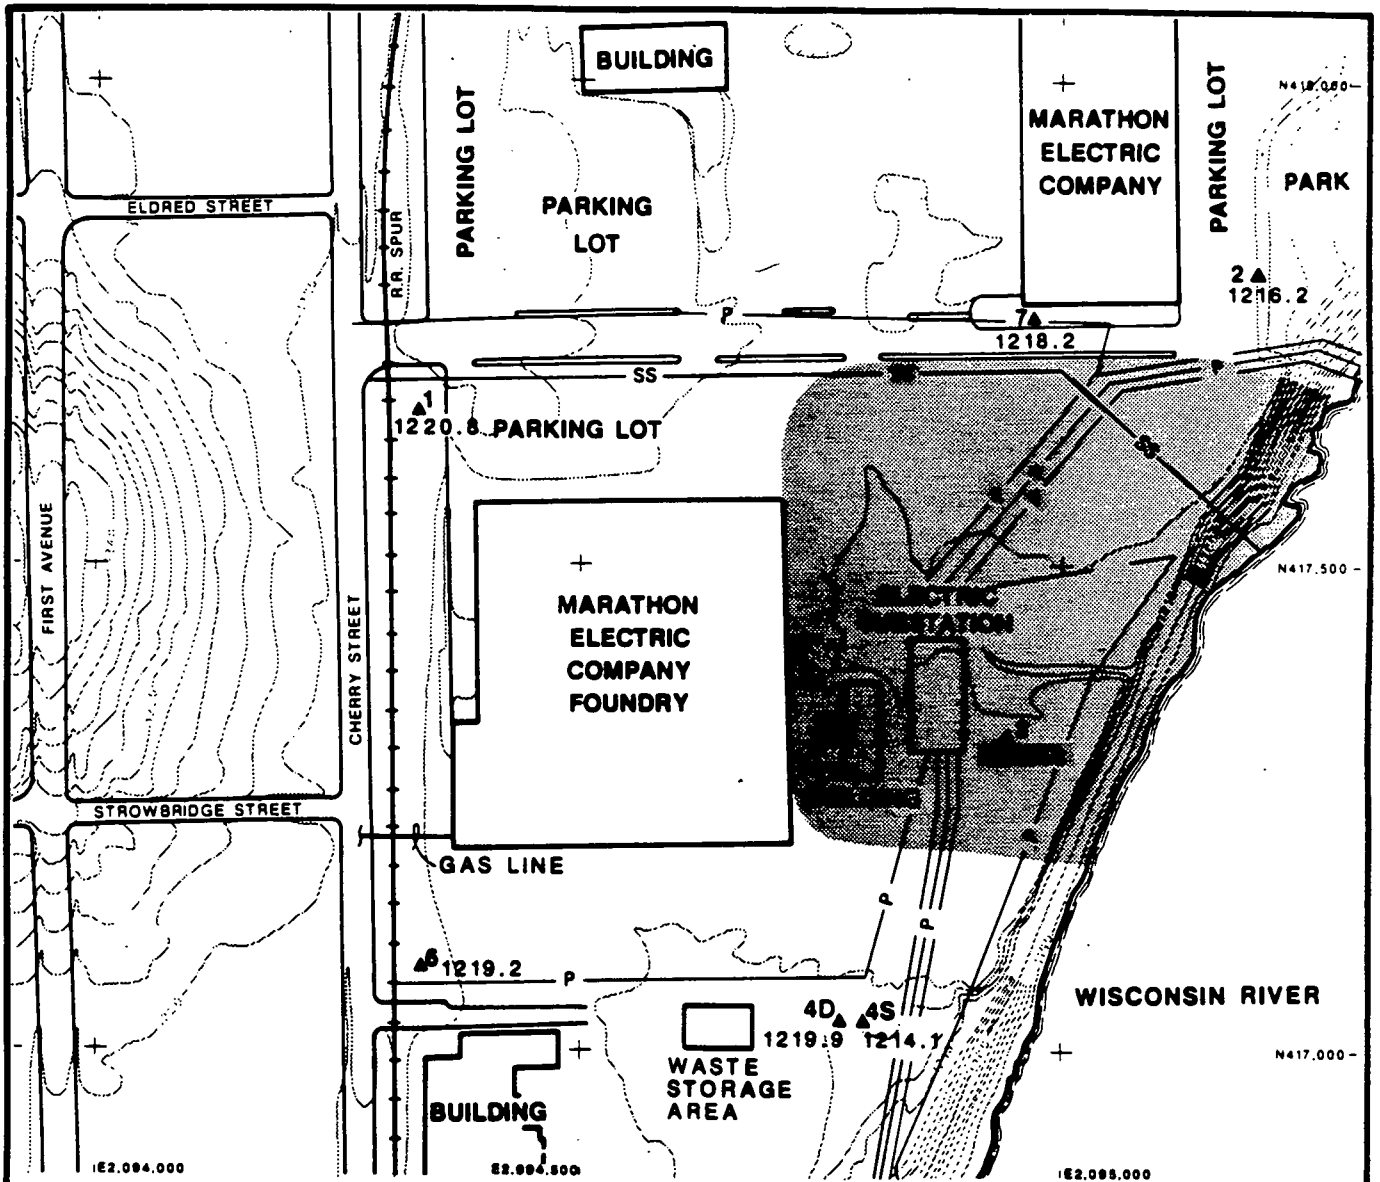 BUILDING
N418,000
PARKING LOT
MARATHON
ELECTRIC
COMPANY
PARKING LOT
PARK
ELDRED STREET
PARKING
LOT
R.R. SPUR
2
1216.2
P
7
1218.2
SS
P
1
1220.8
PARKING LOT
SS
FIRST AVENUE
N417,500
ELECTRIC
SUBSTATION
MARATHON
ELECTRIC
COMPANY
FOUNDRY
CHERRY STREET
BUILDING
STROWBRIDGE STREET
P
GAS LINE
P
P
6
1219.2
P
WISCONSIN RIVER
4D
4S
1219.9
1214.1
N417,000
WASTE
STORAGE
AREA
BUILDING
E2,094,000
E2,094,500
E2,095,000